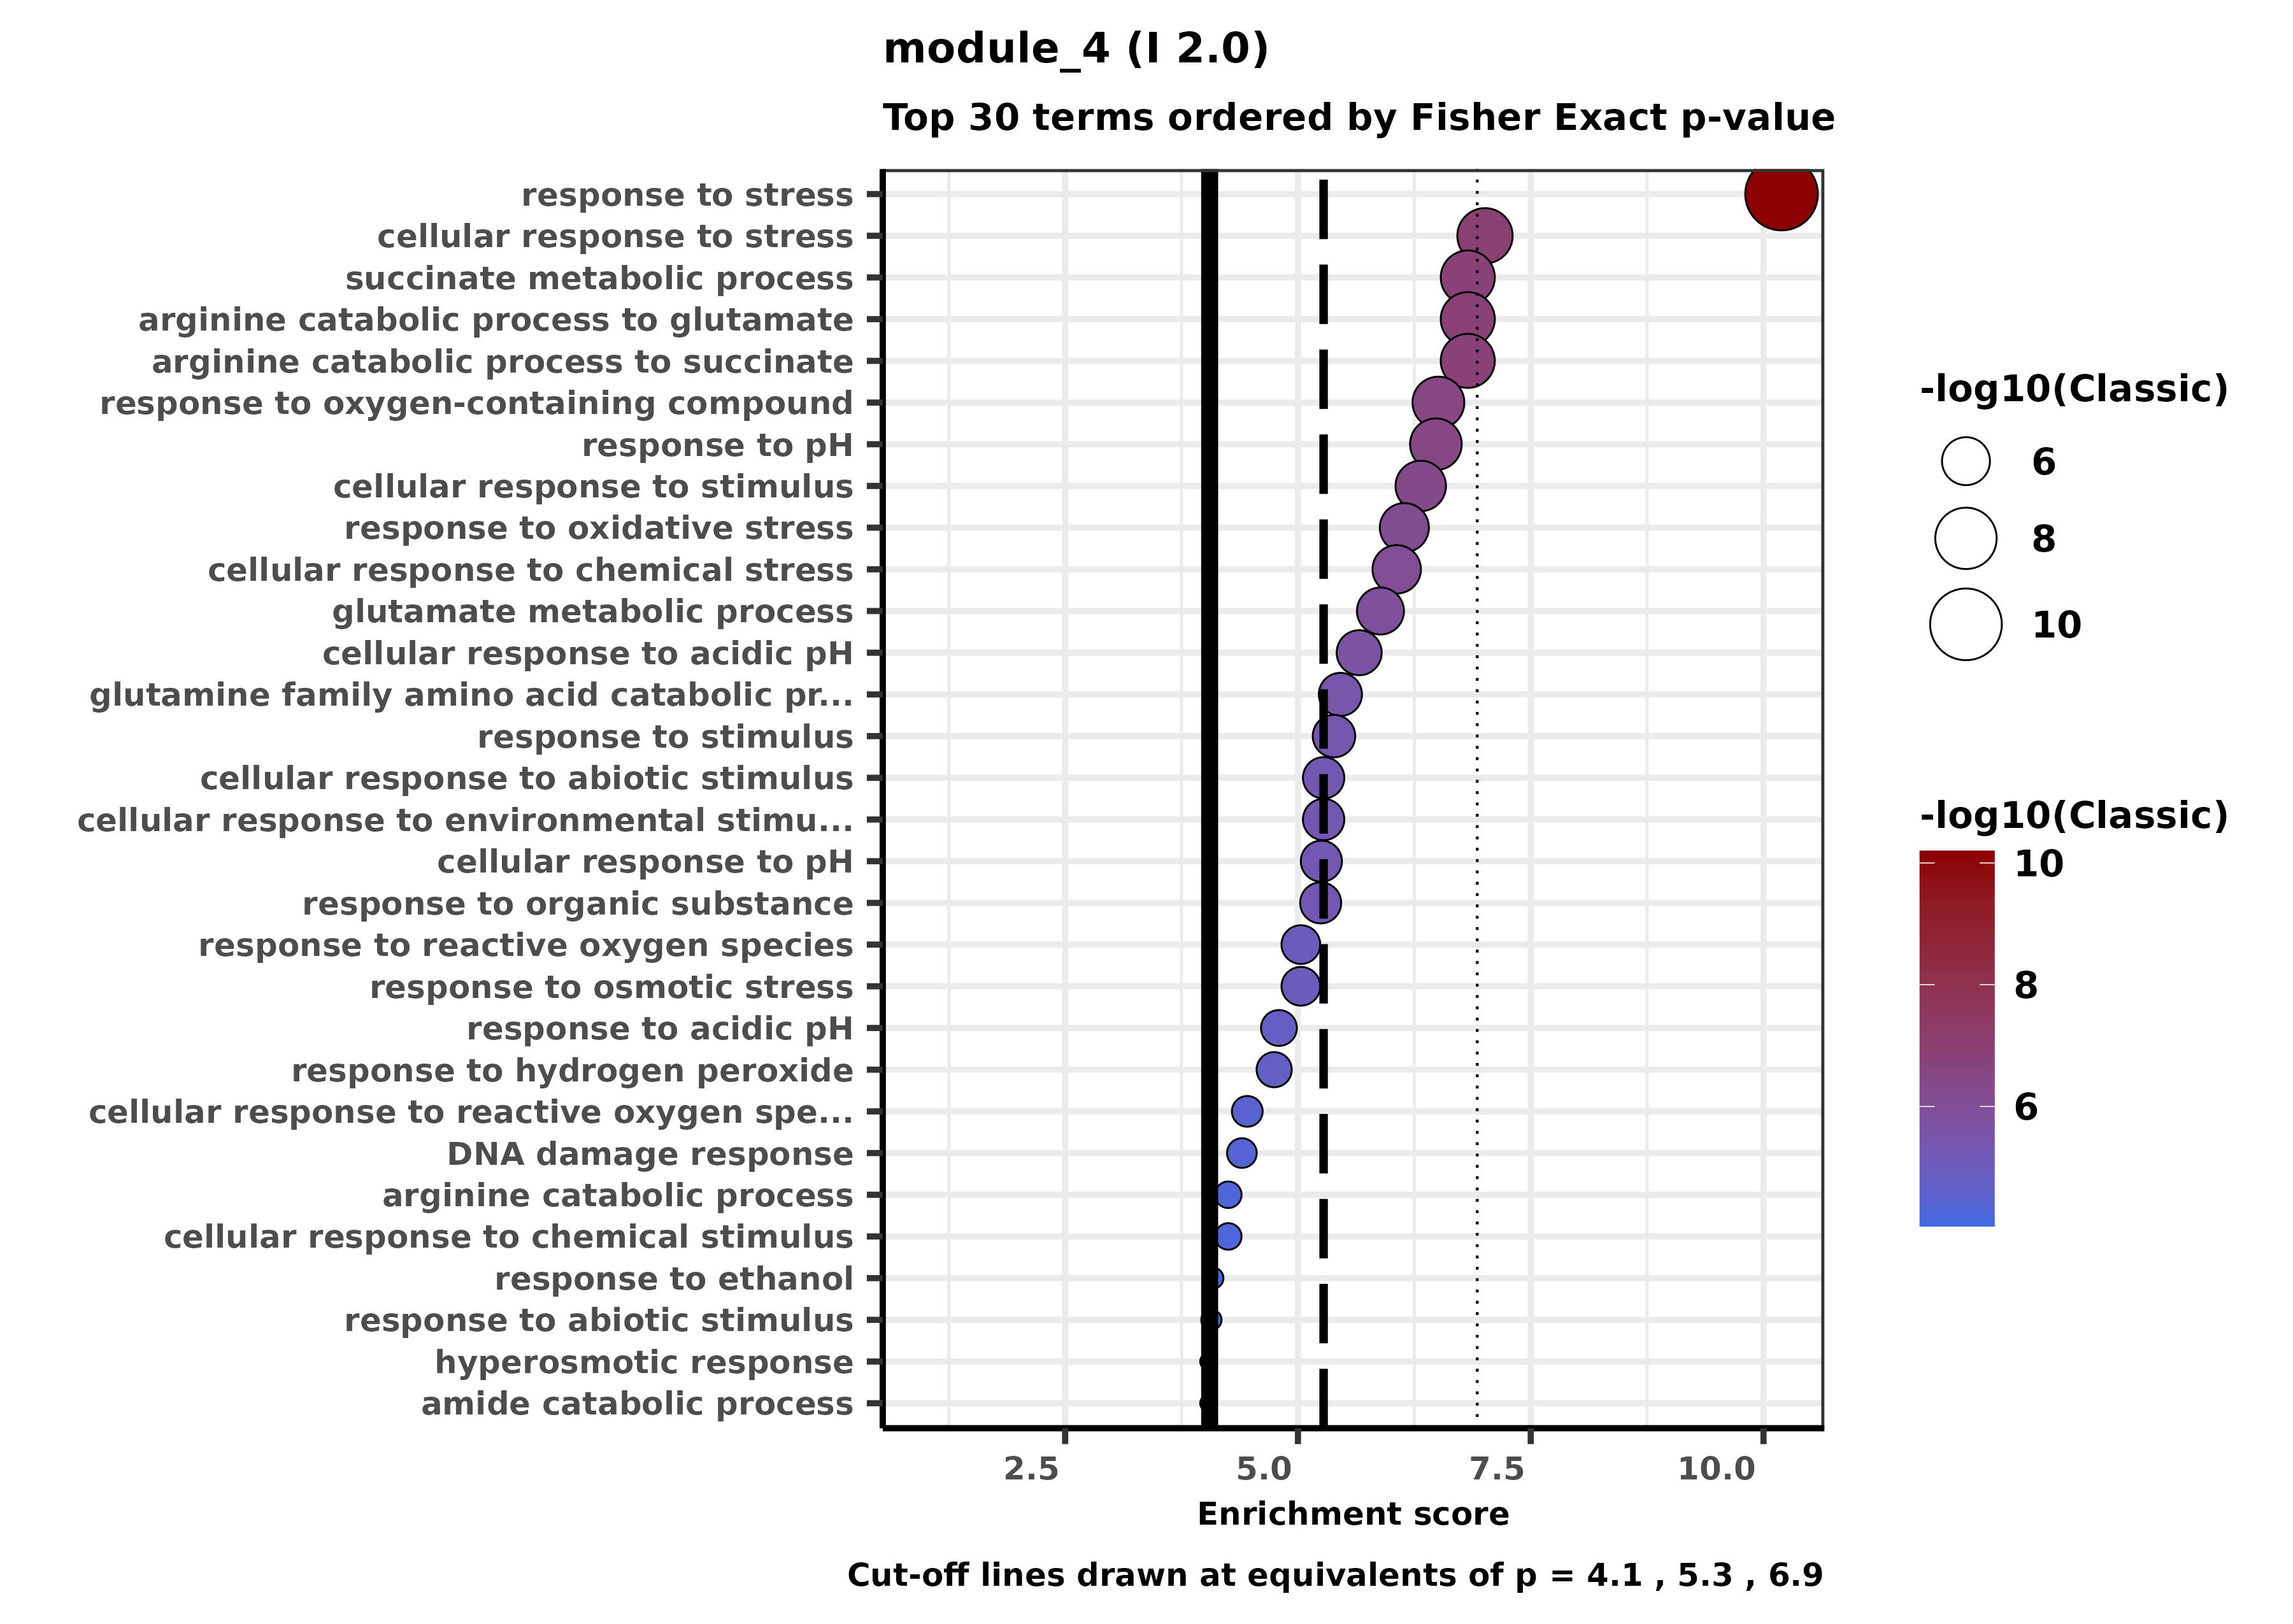 module_4 (I 2.0)
Top 30 terms ordered by Fisher Exact p-value
response to stress
cellular response to stress
succinate metabolic process
arginine catabolic process to glutamate
arginine catabolic process to succinate
response to oxygen-containing compound
response to pH
cellular response to stimulus
response to oxidative stress
cellular response to chemical stress
glutamate metabolic process
cellular response to acidic pH
glutamine family amino acid catabolic pr...
response to stimulus
cellular response to abiotic stimulus
cellular response to environmental stimu...
cellular response to pH
response to organic substance
response to reactive oxygen species
response to osmotic stress
response to acidic pH
response to hydrogen peroxide
cellular response to reactive oxygen spe...
DNA damage response
arginine catabolic process
cellular response to chemical stimulus
response to ethanol
response to abiotic stimulus
hyperosmotic response
amide catabolic process
2.5 5.0 7.5 10.0
Enrichment score
Cut-off lines drawn at equivalents of p = 4.1 , 5.3 , 6.9
-log10(Classic)
6
8
10
-log10(Classic)
10
8
6